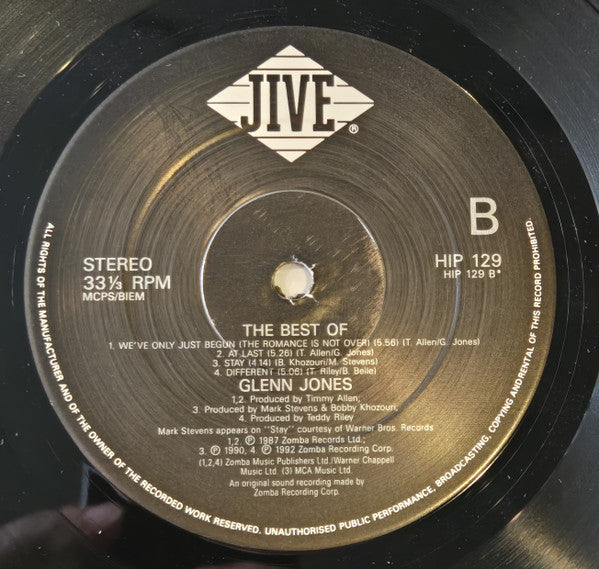 JIVE
®
B
STEREO
33⅓ RPM
MCPS/BIEM
HIP 129
HIP 129 B*
THE BEST OF
1. WE'VE ONLY JUST BEGUN (THE ROMANCE IS NOT OVER) (5.56) (T. Allen/G. Jones)
2. AT LAST (5.26) (T. Allen/G. Jones)
3. STAY (4.14) (B. Khozouri/M. Stevens)
4. DIFFERENT (5.06) (T. Riley/B. Belle)
GLENN JONES
1,2. Produced by Timmy Allen;
3. Produced by Mark Stevens & Bobby Khozouri;
4. Produced by Teddy Riley
Mark Stevens appears on "Stay" courtesy of Warner Bros. Records
1,2. ℗ 1987 Zomba Records Ltd.;
3. ℗ 1990, 4. ℗ 1992 Zomba Recording Corp.
(1,2,4) Zomba Music Publishers Ltd./Warner Chappell
Music Ltd. (3) MCA Music Ltd.
An original sound recording made by
Zomba Recording Corp.
ALL RIGHTS OF THE MANUFACTURER AND OF THE OWNER OF THE RECORDED WORK RESERVED. UNAUTHORISED PUBLIC PERFORMANCE, BROADCASTING, COPYING AND RENTAL OF THIS RECORD PROHIBITED.